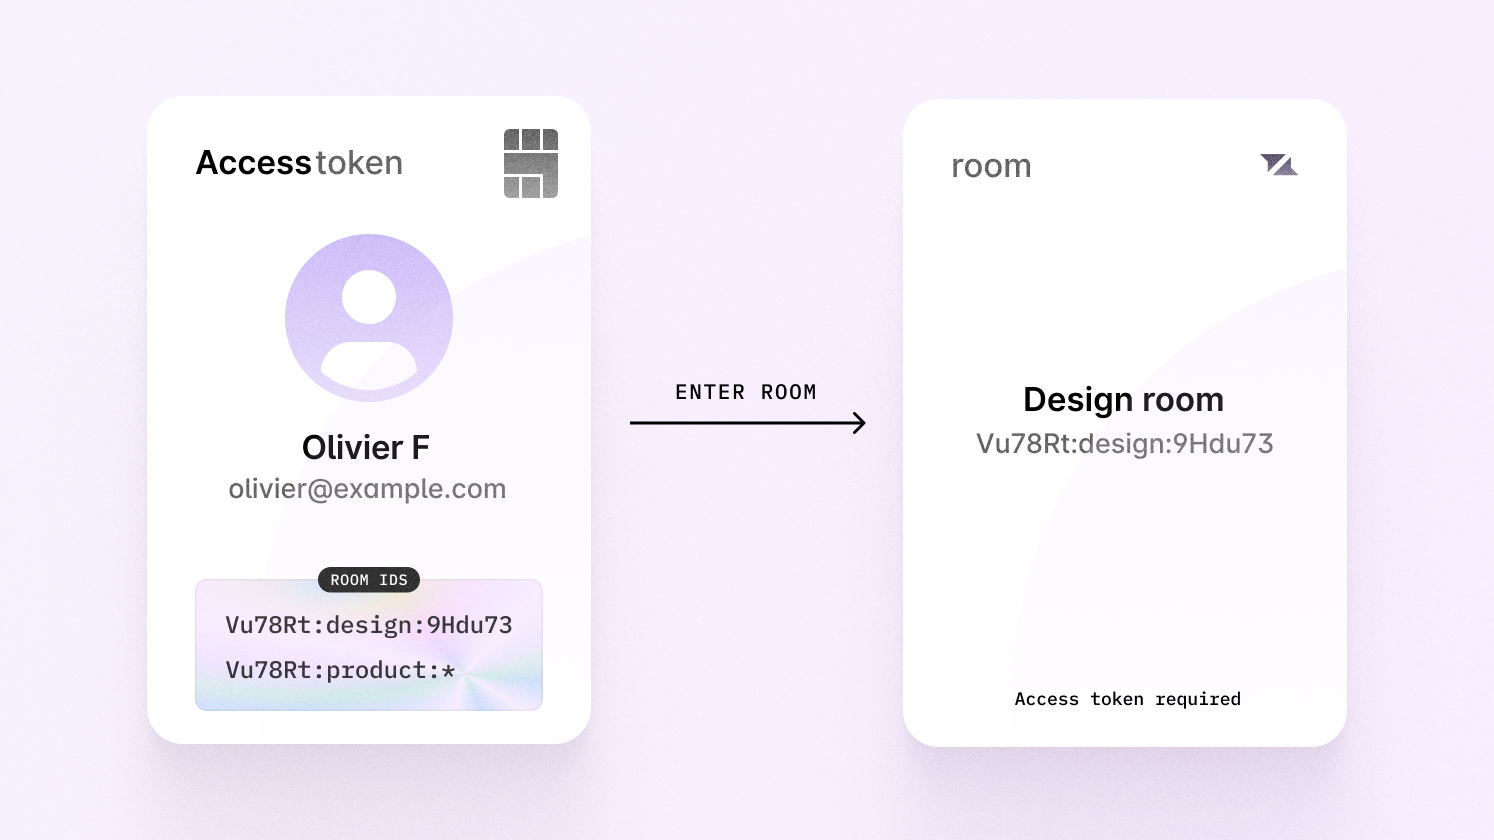 Access token
Olivier F
olivier@example.com
ROOM IDS
Vu78Rt:design:9Hdu73
Vu78Rt:product:*
ENTER ROOM
room
Design room
Vu78Rt:design:9Hdu73
Access token required